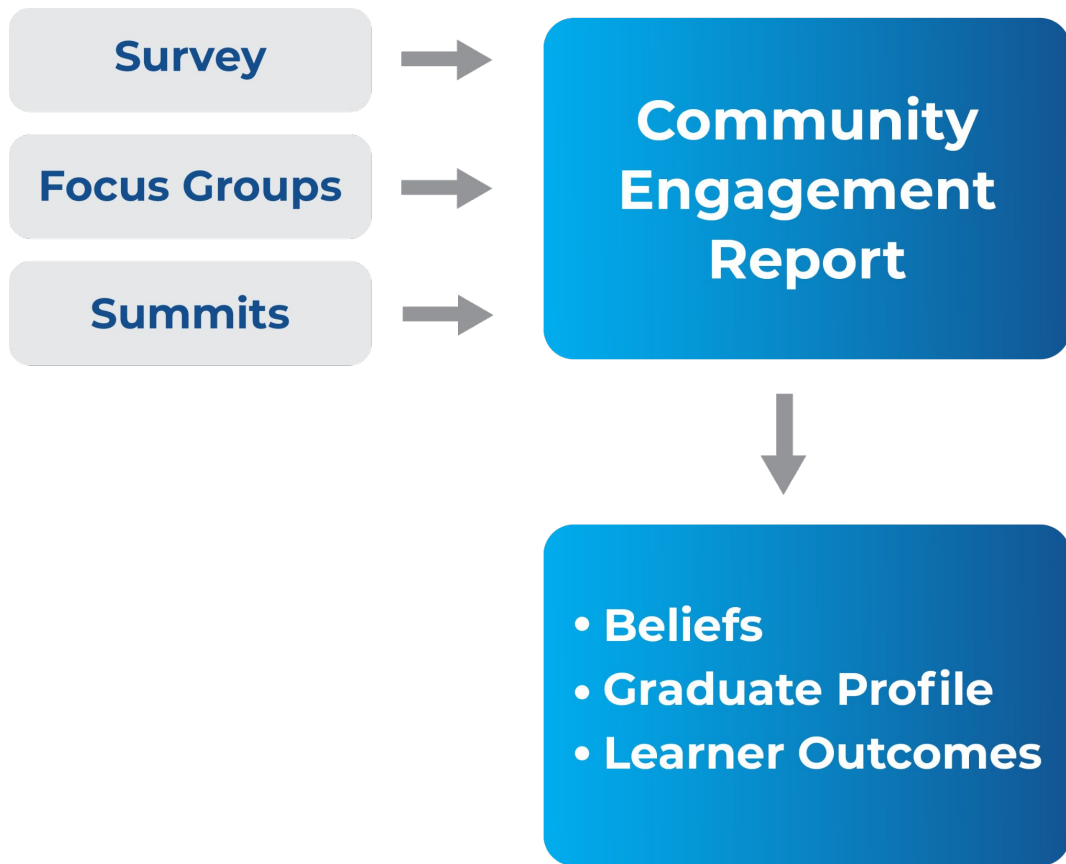 Survey
Focus Groups
Summits
Community
Engagement
Report
• Beliefs
• Graduate Profile
• Learner Outcomes